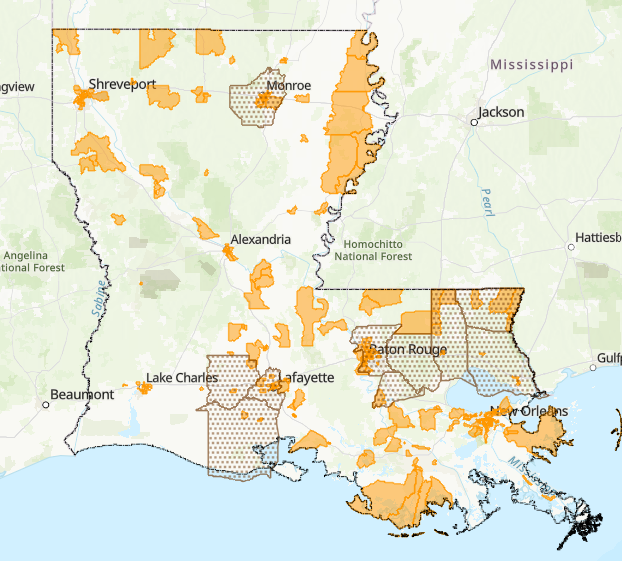 Mississippi
gview
Shreveport
Monroe
Jackson
Pearl
Alexandria
Homochitto
National Forest
Hattiesb
Angelina
tional Forest
Sabine
Baton Rouge
Gulfp
Lake Charles
Lafayette
Beaumont
New Orleans